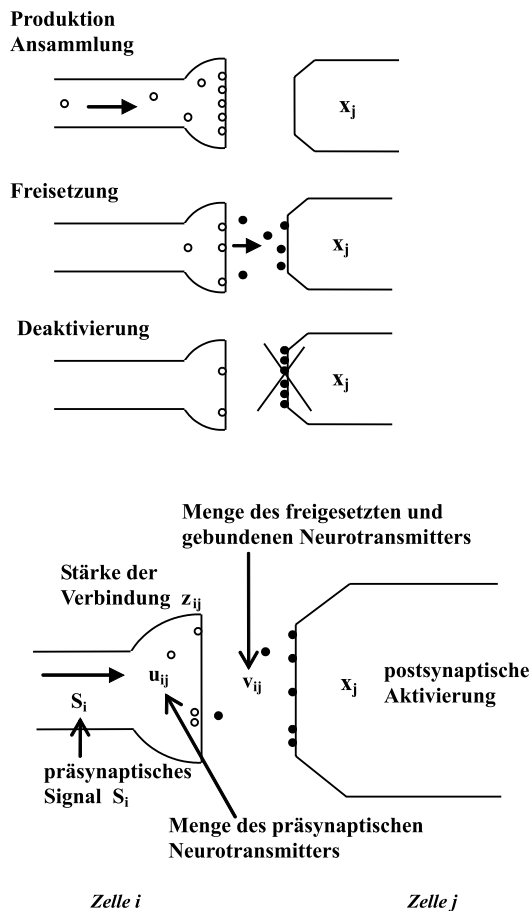 Produktion
Ansammlung
xj
Freisetzung
xj
Deaktivierung
xj
Menge des freigesetzten und
gebundenen Neurotransmitters
Stärke der
Verbindung zij
uij
vij
xj
postsynaptische
Aktivierung
Si
präsynaptisches
Signal Si
Menge des präsynaptischen
Neurotransmitters
Zelle i
Zelle j